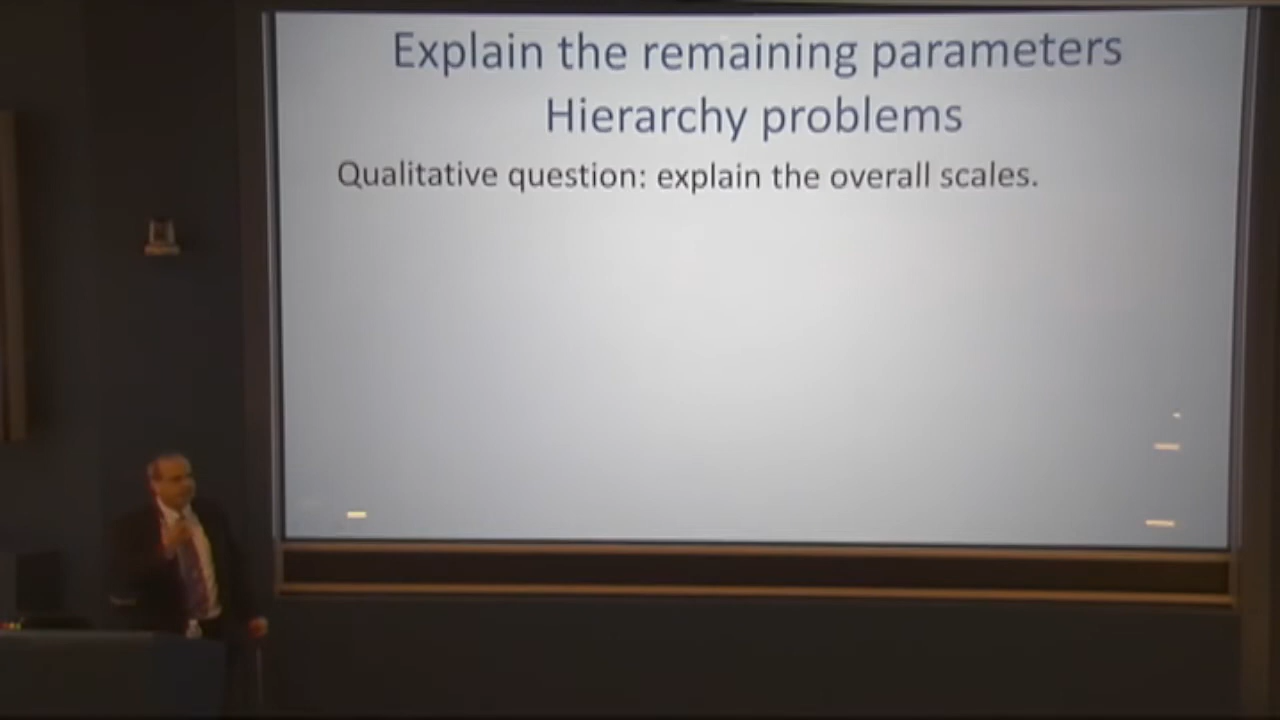 Explain the remaining parameters
Hierarchy problems
Qualitative question: explain the overall scales.